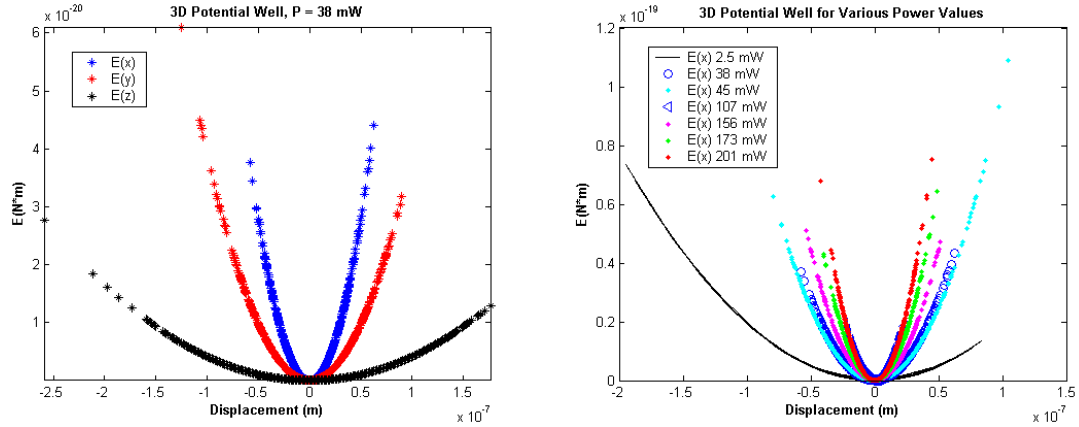 3D Potential Well, P = 38 mW
x 10^-20
E(x)
E(y)
E(z)
6
5
4
3
2
1
E(N*m)
-2.5 -2 -1.5 -1 -0.5 0 0.5 1 1.5
Displacement (m)
x 10^-7
3D Potential Well for Various Power Values
x 10^-19
E(x) 2.5 mW
E(x) 38 mW
E(x) 45 mW
E(x) 107 mW
E(x) 156 mW
E(x) 173 mW
E(x) 201 mW
1.2
1
0.8
0.6
0.4
0.2
0
E(N*m)
-2 -1.5 -1 -0.5 0 0.5 1 1.5
Displacement (m)
x 10^-7